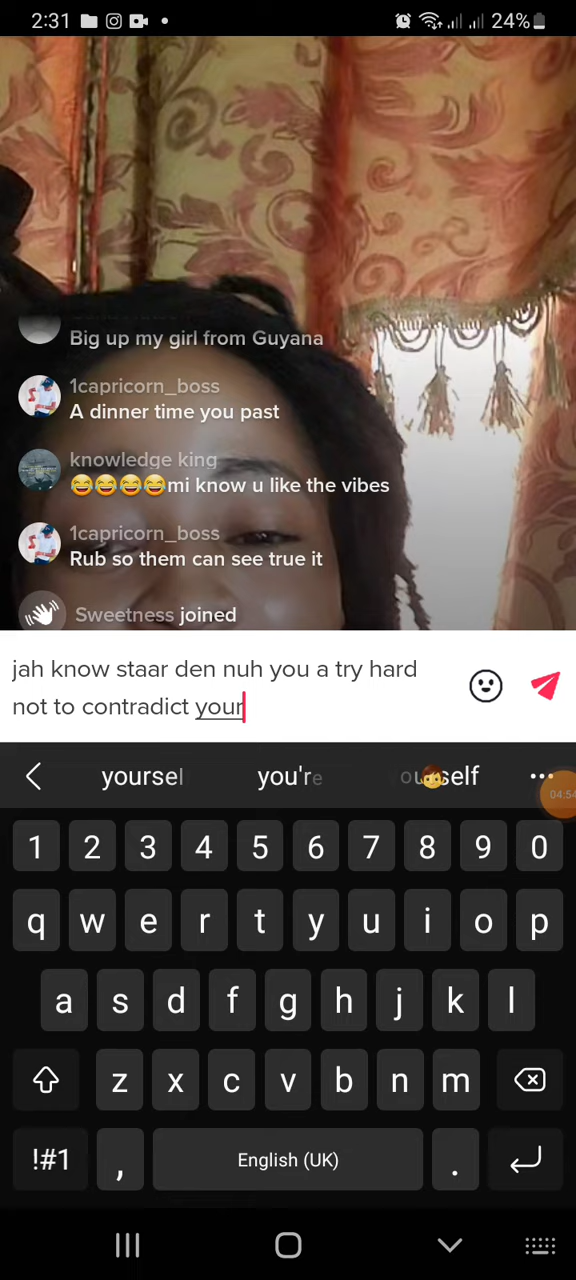 2:31
24%
Big up my girl from Guyana
1capricorn_boss
A dinner time you past
knowledge king
😂😂😂😂mi know u like the vibes
1capricorn_boss
Rub so them can see true it
Sweetness joined
jah know staar den nuh you a try hard
not to contradict your
yoursel you're ourself
04:54
1 2 3 4 5 6 7 8 9 0
q w e r t y u i o p
a s d f g h j k l
z x c v b n m
!#1 , English (UK) .